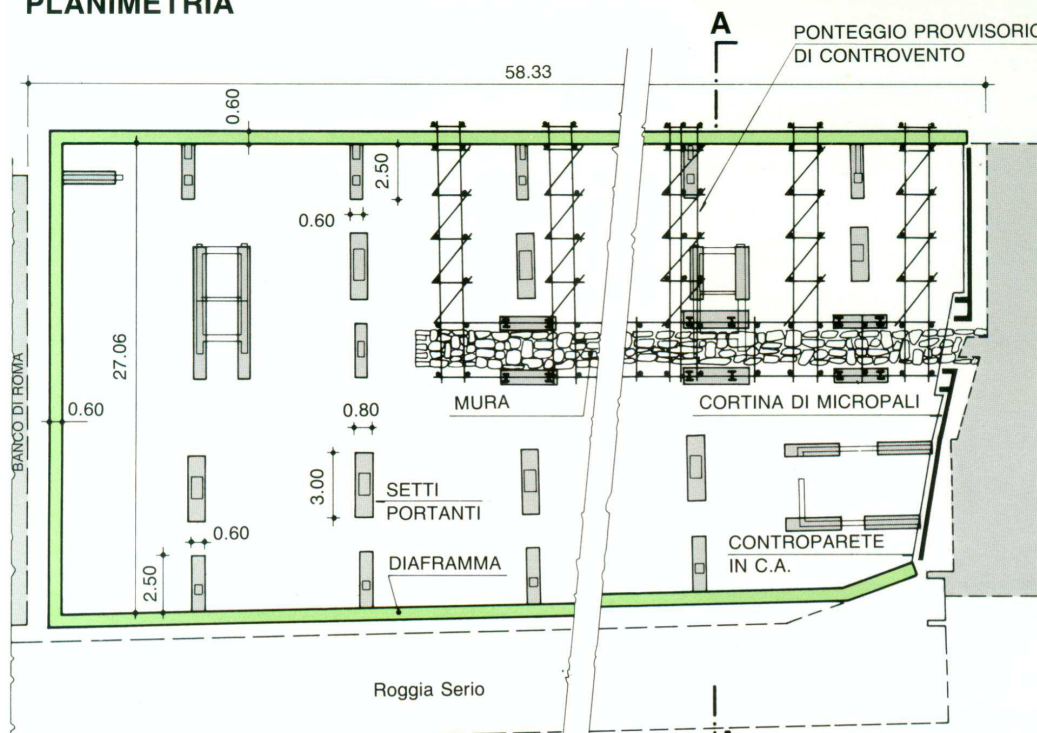 PLANIMETRIA
A
PONTEGGIO PROVVISORIO
DI CONTROVENTO
58.33
0.60
2.50
0.60
27.06
BANCO DI ROMA
0.60
MURA
CORTINA DI MICROPALI
0.80
3.00
SETTI
PORTANTI
0.60
2.50
DIAFRAMMA
CONTROPARETE
IN C.A.
Roggia Serio